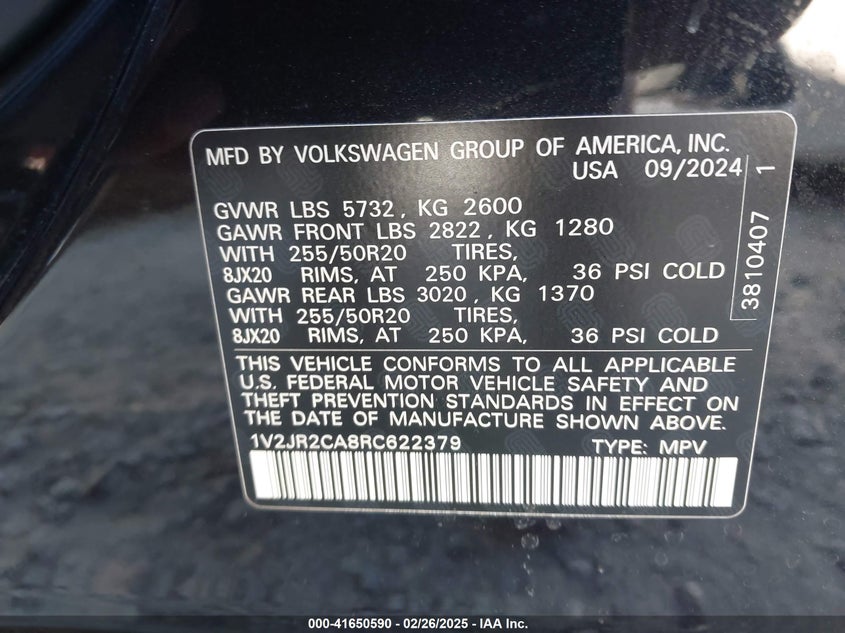 MFD BY VOLKSWAGEN GROUP OF AMERICA, INC.
USA 09/2024
GVWR LBS 5732, KG 2600
GAWR FRONT LBS 2822, KG 1280
WITH 255/50R20 TIRES,
8JX20 RIMS, AT 250 KPA, 36 PSI COLD
GAWR REAR LBS 3020, KG 1370
WITH 255/50R20 TIRES,
8JX20 RIMS, AT 250 KPA, 36 PSI COLD
3810407 1
THIS VEHICLE CONFORMS TO ALL APPLICABLE
U.S. FEDERAL MOTOR VEHICLE SAFETY AND
THEFT PREVENTION STANDARDS IN EFFECT ON
THE DATE OF MANUFACTURE SHOWN ABOVE.
1V2JR2CA8RC622379 TYPE: MPV
000-41650590 - 02/26/2025 - IAA Inc.